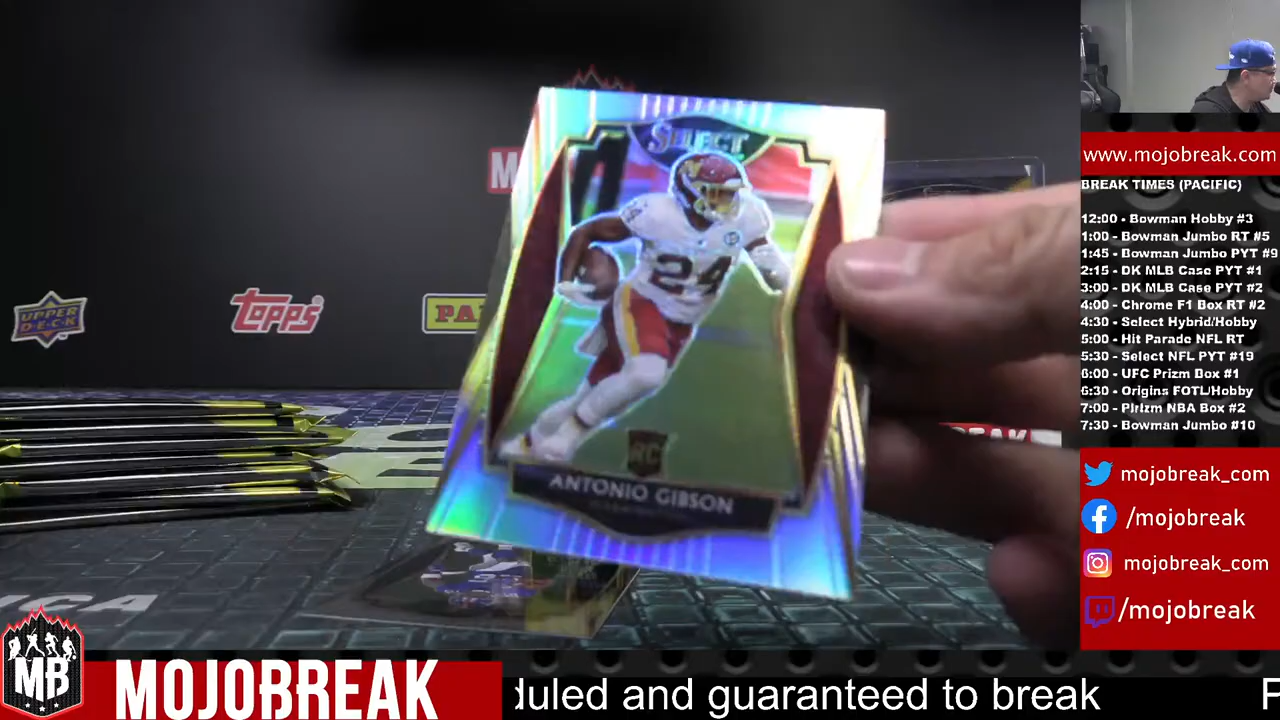 SELECT
24
RC
ANTONIO GIBSON
UPPER DECK
TOPPS
MB
MOJOBREAK
duled and guaranteed to break
F
www.mojobreak.com
BREAK TIMES (PACIFIC)
12:00 - Bowman Hobby #3
1:00 - Bowman Jumbo RT #5
1:45 - Bowman Jumbo PYT #9
2:15 - DK MLB Case PYT #1
3:00 - DK MLB Case PYT #2
4:00 - Chrome F1 Box RT #2
4:30 - Select Hybrid/Hobby
5:00 - Hit Parade NFL RT
5:30 - Select NFL PYT #19
6:00 - UFC Prizm Box #1
6:30 - Origins FOTL/Hobby
7:00 - Pirizm NBA Box #2
7:30 - Bowman Jumbo #10
mojobreak_com
/mojobreak
mojobreak_com
/mojobreak